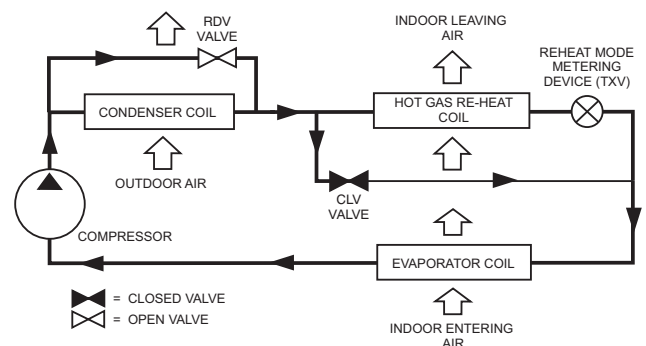 RDV
VALVE
INDOOR LEAVING
AIR
REHEAT MODE
METERING
DEVICE (TXV)
CONDENSER COIL
HOT GAS RE-HEAT
COIL
OUTDOOR AIR
CLV
VALVE
COMPRESSOR
EVAPORATOR COIL
= CLOSED VALVE
= OPEN VALVE
INDOOR ENTERING
AIR